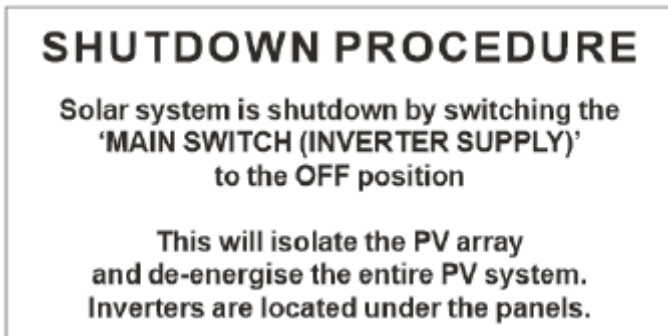 SHUTDOWN PROCEDURE
Solar system is shutdown by switching the
‘MAIN SWITCH (INVERTER SUPPLY)’
to the OFF position
This will isolate the PV array
and de-energise the entire PV system.
Inverters are located under the panels.